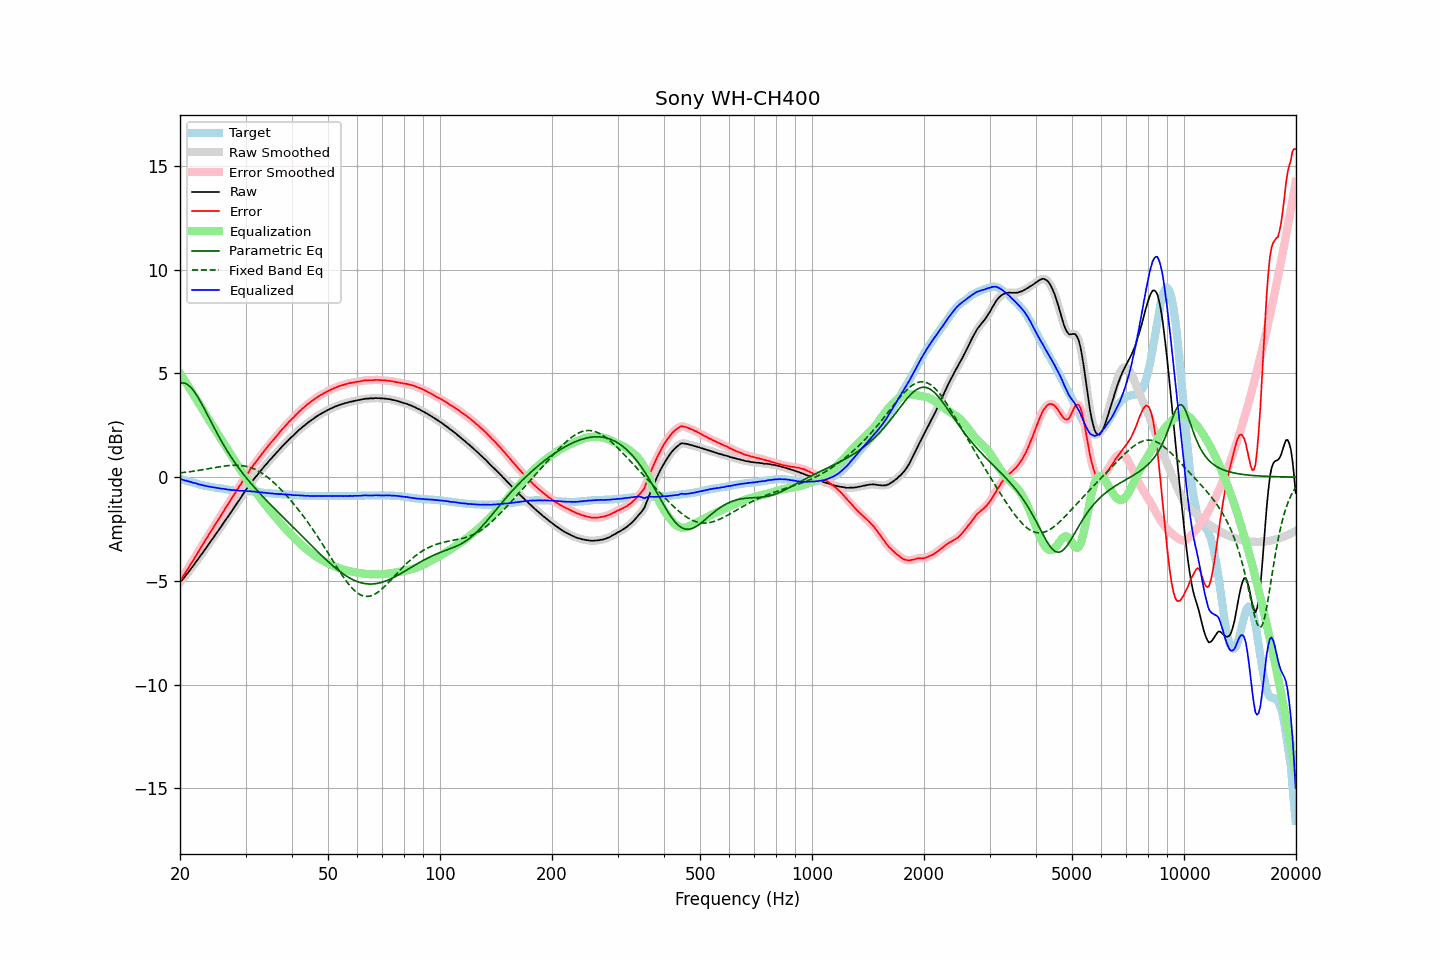 Sony WH-CH400
Target
Raw Smoothed
Error Smoothed
Raw
Error
Equalization
Parametric Eq
Fixed Band Eq
Equalized
Amplitude (dBr)
15
10
5
0
−5
−10
−15
20
50
100
200
500
1000
2000
5000
10000
20000
Frequency (Hz)